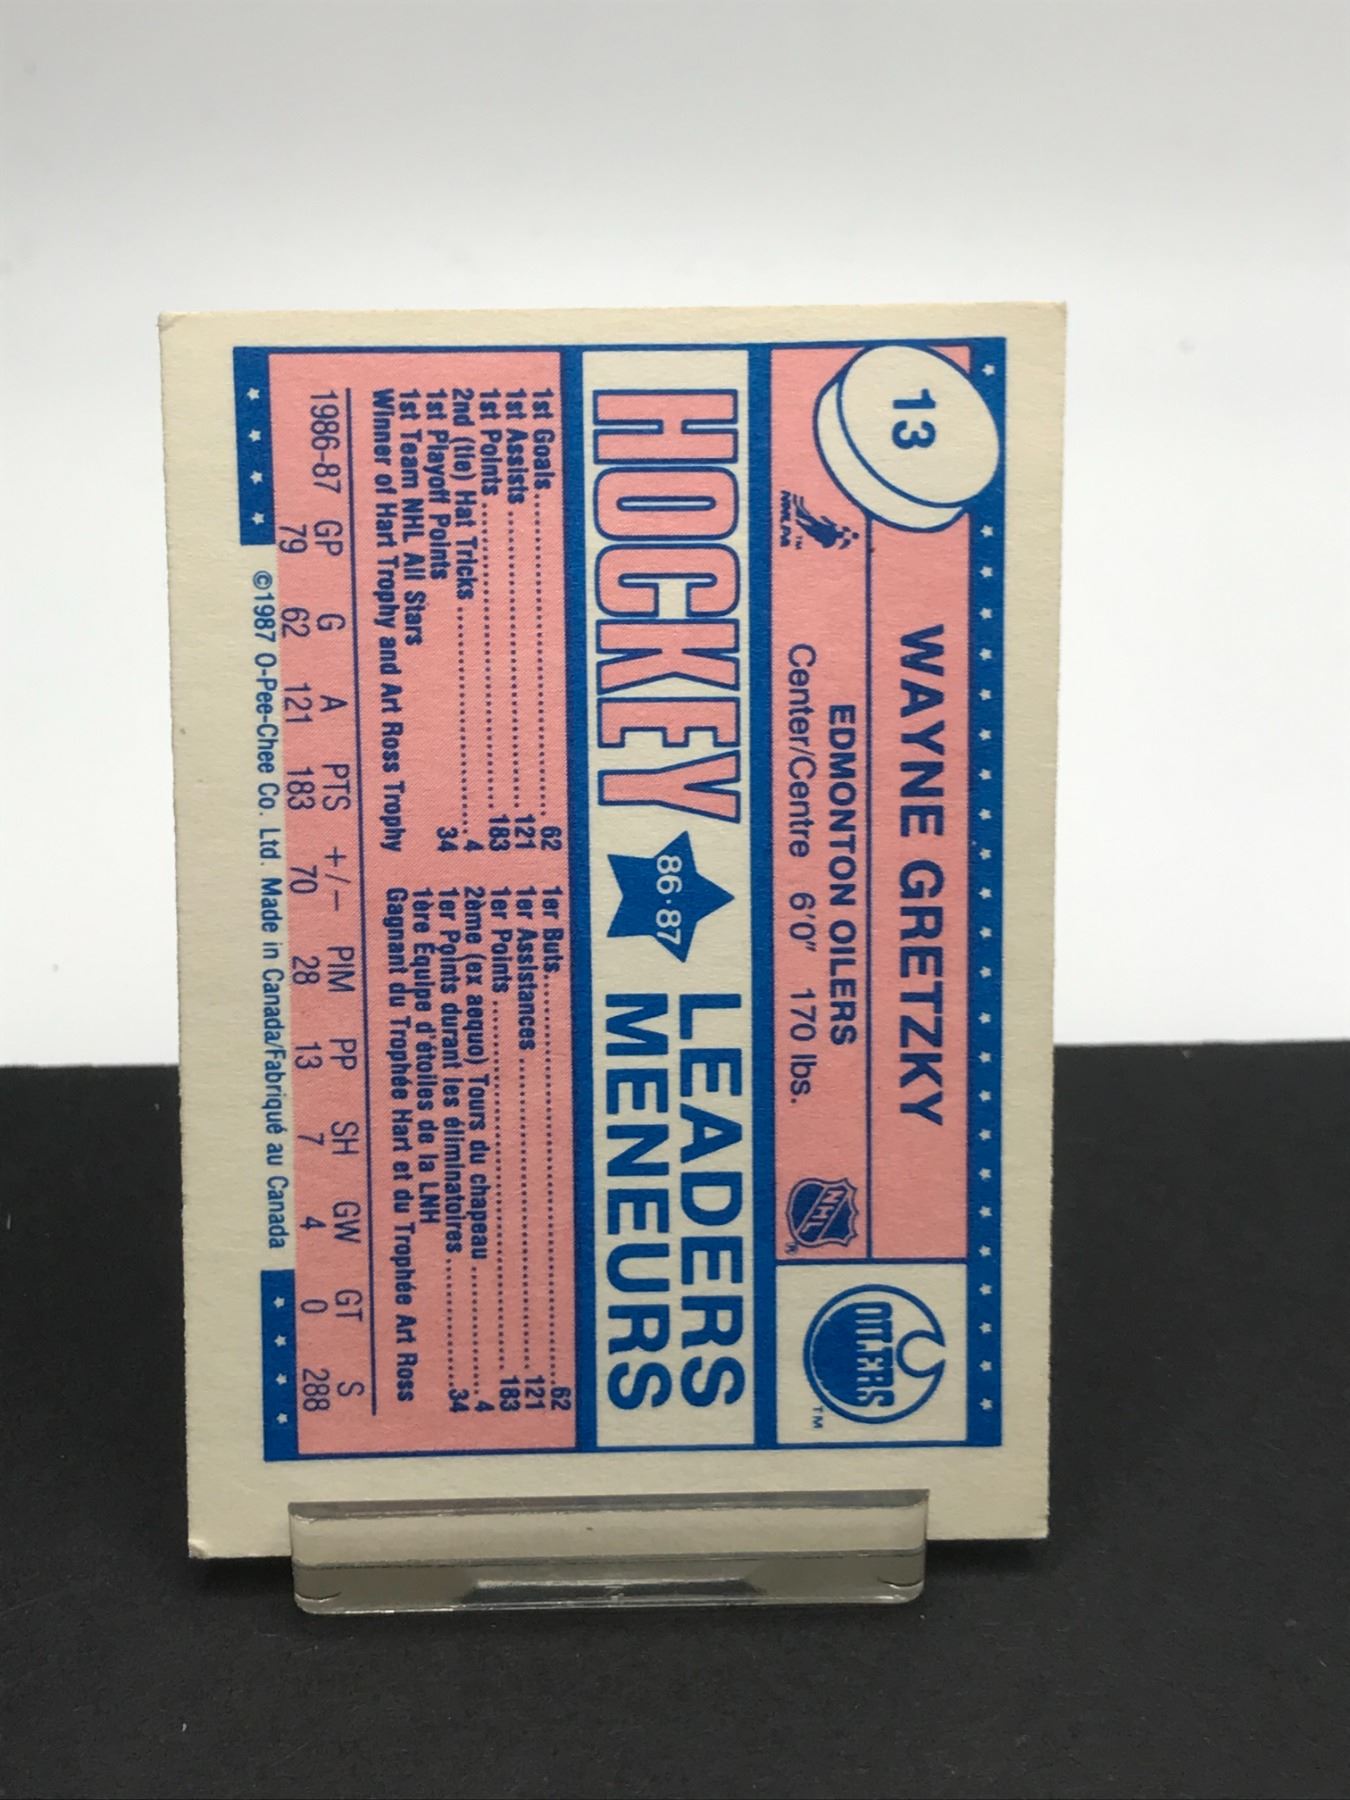 13
WAYNE GRETZKY
EDMONTON OILERS
NHLPA™
Center/Centre 6'0" 170 lbs.
NHL®
OILERS
TM
HOCKEY
86·87
LEADERS
MENEURS
1st Goals.......... 62
1st Assists.......... 121
1st Points.......... 183
2nd (tie) Hat Tricks.......... 4
1st Playoff Points 34
1st Team NHL All Stars
Winner of Hart Trophy and Art Ross Trophy
1er Buts.......... 62
1er Assistances.......... 121
1er Points.......... 183
2ème (ex aequo) Tours du chapeau.......... 4
1er Points durant les éliminatoires.......... 34
1ère Équipe d'étoiles de la LNH
Gagnant du Trophée Hart et du Trophée Art Ross
1986-87 GP G A PTS +/– PIM PP SH GW GT S
79 62 121 183 70 28 13 7 4 0 288
©1987 O-Pee-Chee Co. Ltd. Made in Canada/Fabriqué au Canada